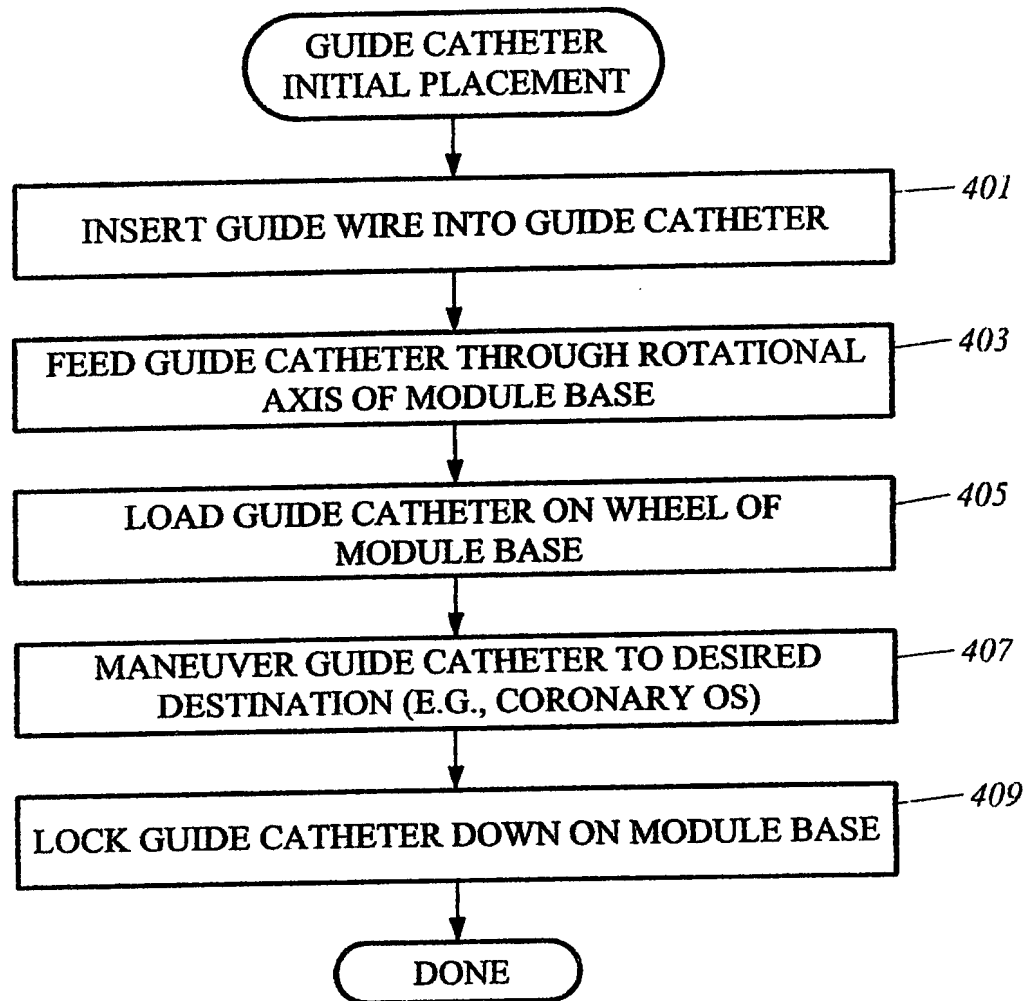 GUIDE CATHETER
INITIAL PLACEMENT
401
INSERT GUIDE WIRE INTO GUIDE CATHETER
403
FEED GUIDE CATHETER THROUGH ROTATIONAL
AXIS OF MODULE BASE
405
LOAD GUIDE CATHETER ON WHEEL OF
MODULE BASE
407
MANEUVER GUIDE CATHETER TO DESIRED
DESTINATION (E.G., CORONARY OS)
409
LOCK GUIDE CATHETER DOWN ON MODULE BASE
DONE